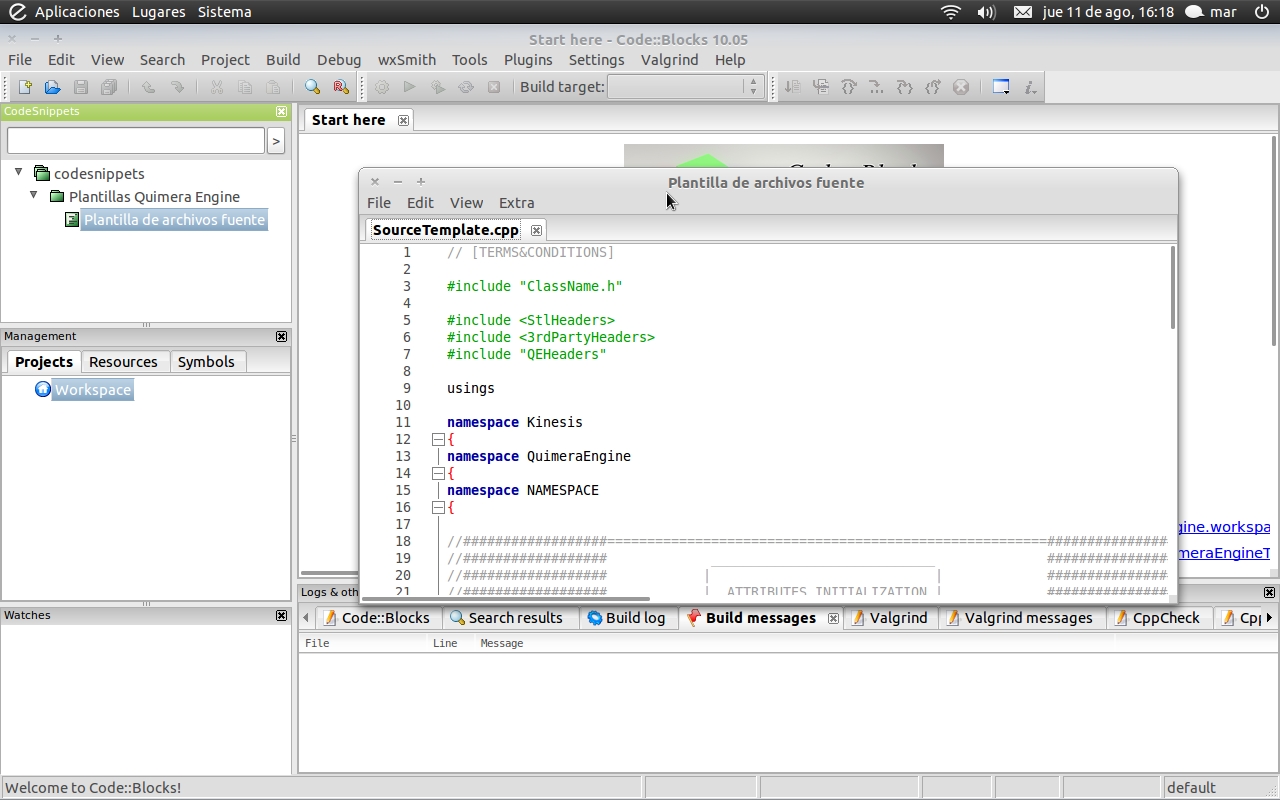 Aplicaciones Lugares Sistema jue 11 de ago, 16:18 mar
Start here - Code::Blocks 10.05
File Edit View Search Project Build Debug wxSmith Tools Plugins Settings Valgrind Help
Build target:
CodeSnippets
>
codesnippets
Plantillas Quimera Engine
Plantilla de archivos fuente
Management
Projects Resources Symbols
Workspace
Watches
Start here
Plantilla de archivos fuente
File Edit View Extra
SourceTemplate.cpp
1 // [TERMS&CONDITIONS]
2
3 #include "ClassName.h"
4
5 #include <StlHeaders>
6 #include <3rdPartyHeaders>
7 #include "QEHeaders"
8
9 usings
10
11 namespace Kinesis
12 {
13 namespace QuimeraEngine
14 {
15 namespace NAMESPACE
16 {
17
18 //##################=======================================================###############
19 //################## ____________________________ ###############
20 //################## | | ###############
21 //################## | ATTRIBUTES INITIALIZATION | ###############
gine.workspa
meraEngineT
Logs & oth
Code::Blocks Search results Build log Build messages Valgrind Valgrind messages CppCheck Cpp
File Line Message
Welcome to Code::Blocks! default